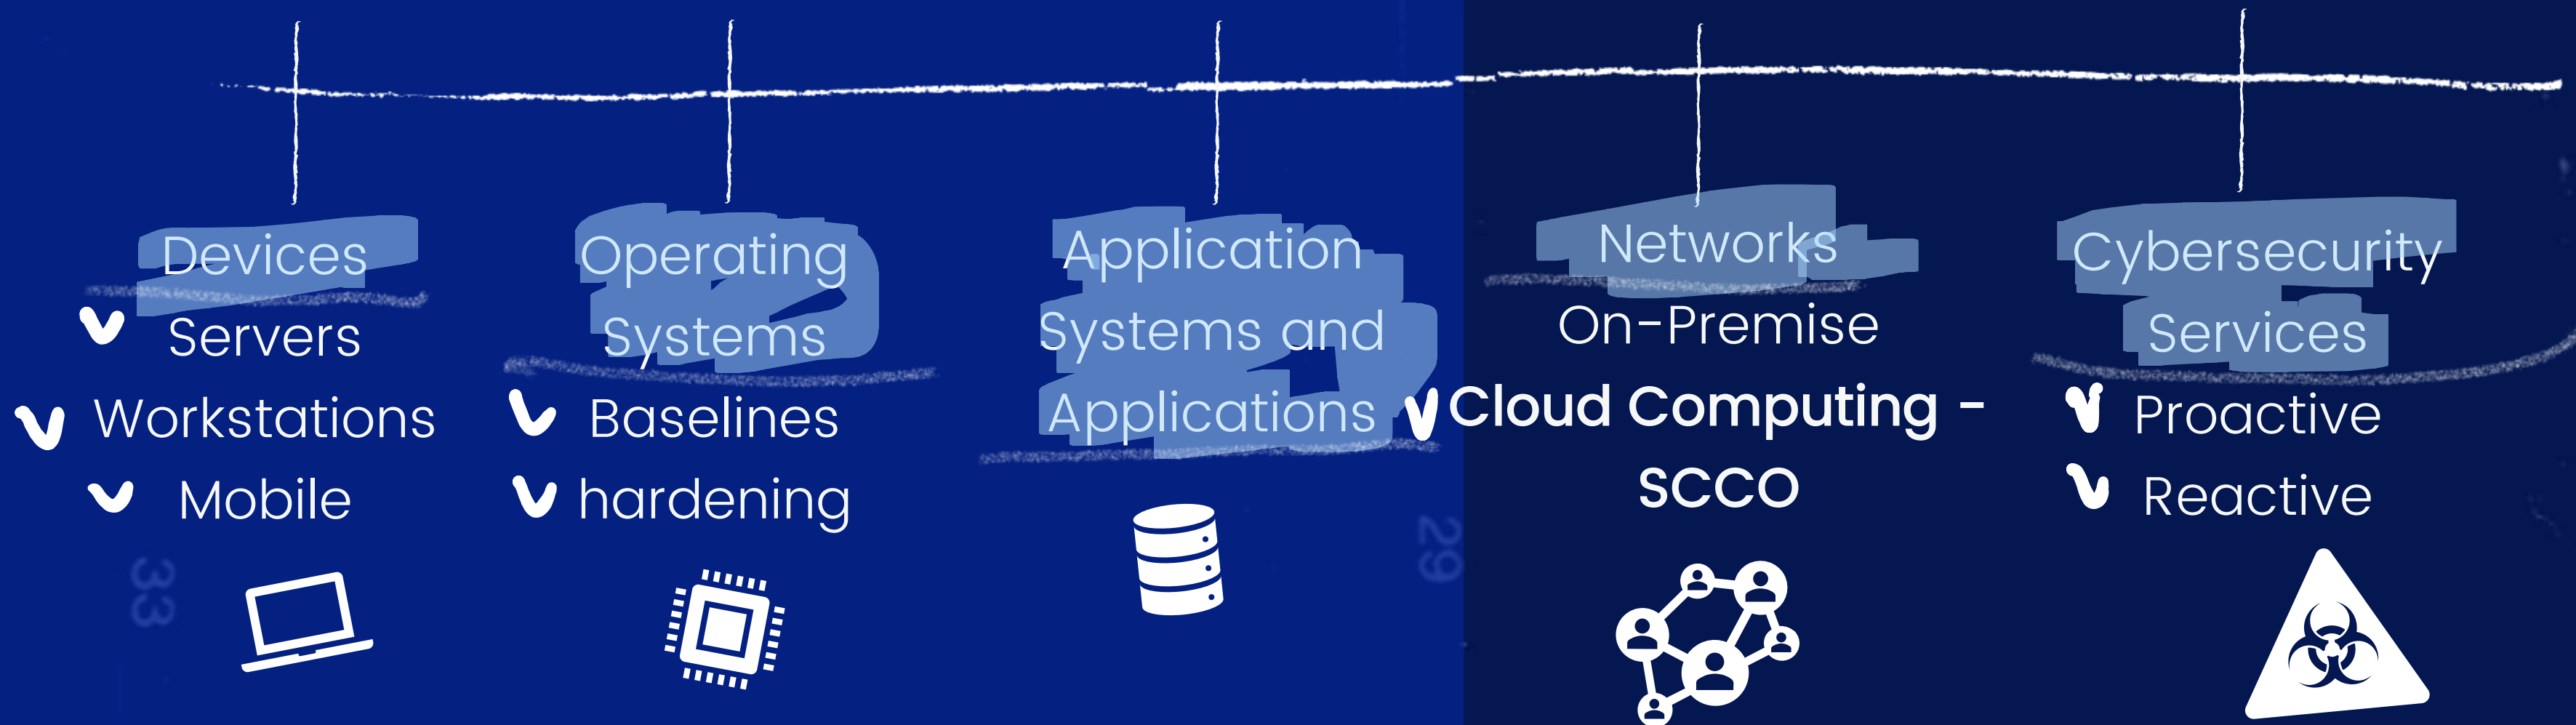 Devices
Servers
Workstations
Mobile
33
Operating
Systems
Baselines
hardening
Application
Systems and
Applications
29
Networks
On-Premise
Cloud Computing -
SCCO
Cybersecurity
Services
Proactive
Reactive